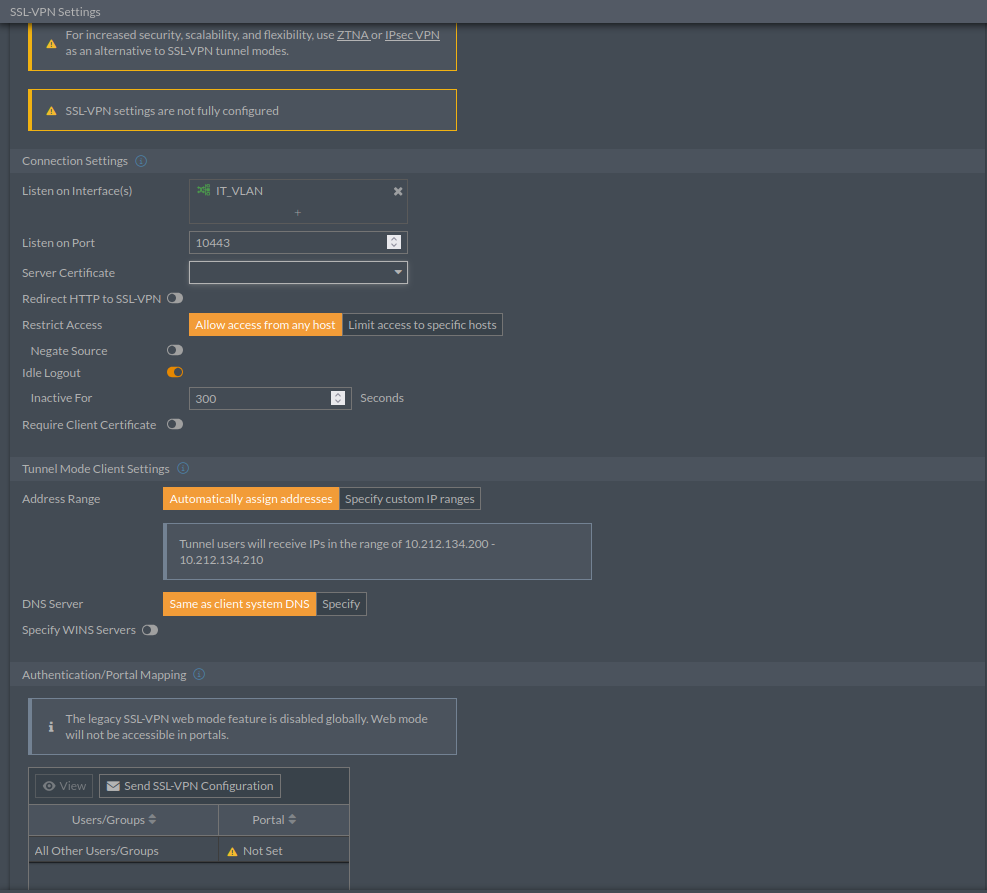 SSL-VPN Settings
For increased security, scalability, and flexibility, use ZTNA or IPsec VPN
as an alternative to SSL-VPN tunnel modes.
SSL-VPN settings are not fully configured
Connection Settings
Listen on Interface(s)
IT_VLAN
+
Listen on Port
10443
Server Certificate
Redirect HTTP to SSL-VPN
Restrict Access
Allow access from any host
Limit access to specific hosts
Negate Source
Idle Logout
Inactive For
300
Seconds
Require Client Certificate
Tunnel Mode Client Settings
Address Range
Automatically assign addresses
Specify custom IP ranges
Tunnel users will receive IPs in the range of 10.212.134.200 -
10.212.134.210
DNS Server
Same as client system DNS
Specify
Specify WINS Servers
Authentication/Portal Mapping
The legacy SSL-VPN web mode feature is disabled globally. Web mode
will not be accessible in portals.
View
Send SSL-VPN Configuration
Users/Groups
Portal
All Other Users/Groups
Not Set